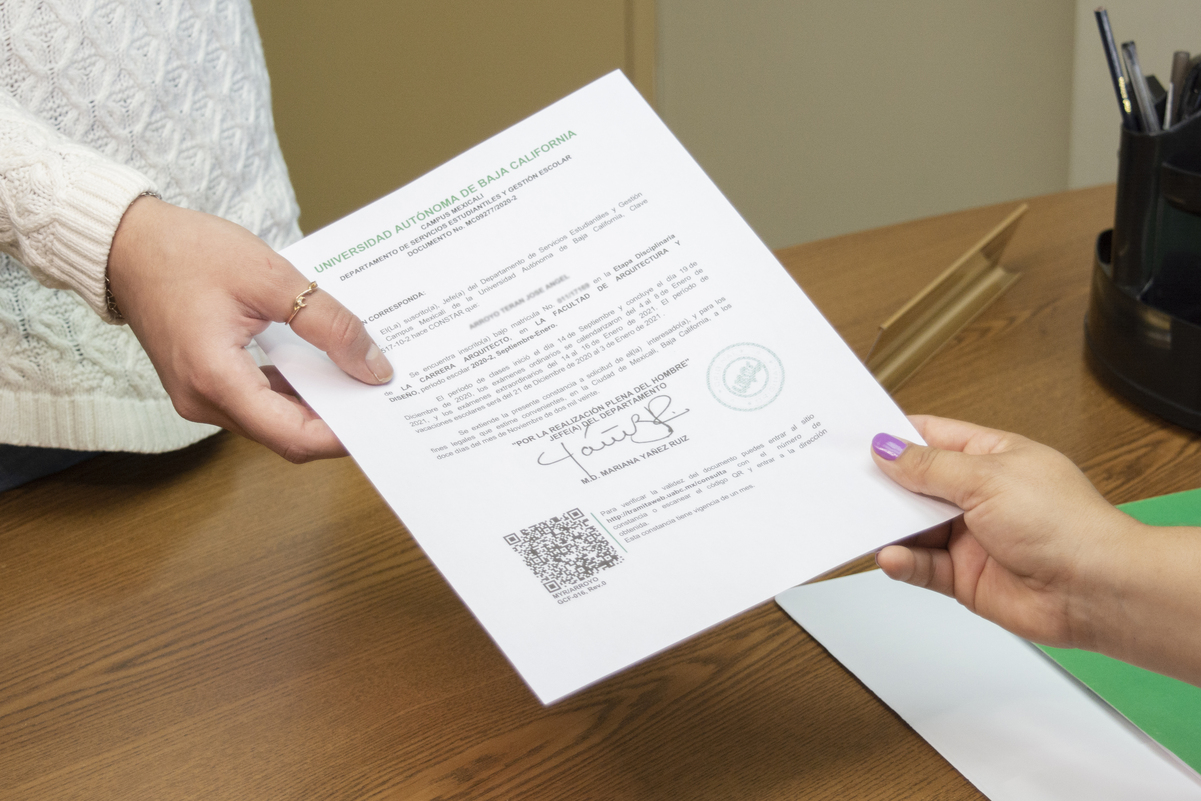 UNIVERSIDAD AUTÓNOMA DE BAJA CALIFORNIA
CAMPUS MEXICALI
DEPARTAMENTO DE SERVICIOS ESTUDIANTILES Y GESTIÓN ESCOLAR
DOCUMENTO No. MC09277/2020-2
CORRESPONDA:
El(La) suscrito(a), Jefe(a) del Departamento de Servicios Estudiantiles y Gestión
Campus Mexicali de la Universidad Autónoma de Baja California, Clave
017-10-2 hace CONSTAR que:
ARROYO TERAN JOSE ANGEL
Se encuentra inscrito(a) bajo matrícula No. en la Etapa Disciplinaria
de LA CARRERA ARQUITECTO, en LA FACULTAD DE ARQUITECTURA Y
DISEÑO, periodo escolar 2020-2, Septiembre-Enero.
El periodo de clases inició el día 14 de Septiembre y concluye el día 19 de
Diciembre de 2020, los exámenes ordinarios se calendarizaron del 4 al 8 de Enero de
2021, y los exámenes extraordinarios del 14 al 16 de Enero de 2021. El periodo de
vacaciones escolares será del 21 de Diciembre de 2020 al 3 de Enero de 2021.
Se extiende la presente constancia a solicitud de el(la) interesado(a), y para los
fines legales que estime convenientes, en la Ciudad de Mexicali, Baja California, a los
doce días del mes de Noviembre de dos mil veinte.
"POR LA REALIZACIÓN PLENA DEL HOMBRE"
JEFE(A) DEL DEPARTAMENTO
M.D. MARIANA YAÑEZ RUIZ
Para verificar la validez del documento puedes entrar al sitio
http://tramitaweb.uabc.mx/consulta con el número de
constancia o escanear el código QR y entrar a la dirección
obtenida.
Esta constancia tiene vigencia de un mes.
MYR/ARROYO
GCF-016, Rev.0